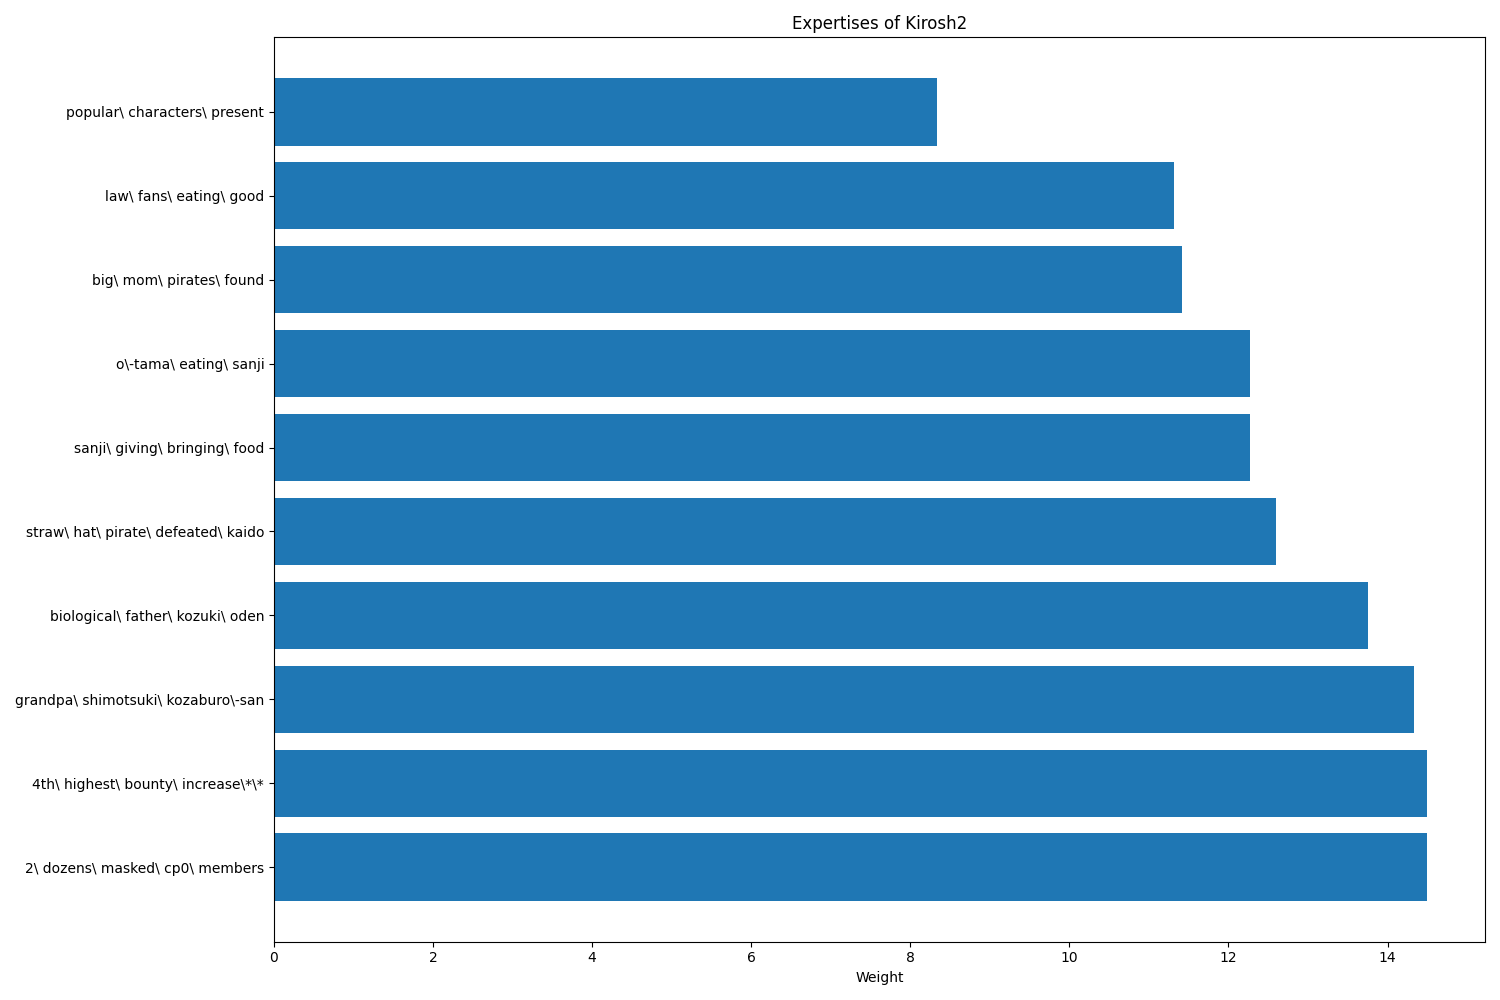 Expertises of Kirosh2
popular\ characters\ present
law\ fans\ eating\ good
big\ mom\ pirates\ found
o\-tama\ eating\ sanji
sanji\ giving\ bringing\ food
straw\ hat\ pirate\ defeated\ kaido
biological\ father\ kozuki\ oden
grandpa\ shimotsuki\ kozaburo\-san
4th\ highest\ bounty\ increase\*\*
2\ dozens\ masked\ cp0\ members
0 2 4 6 8 10 12 14
Weight